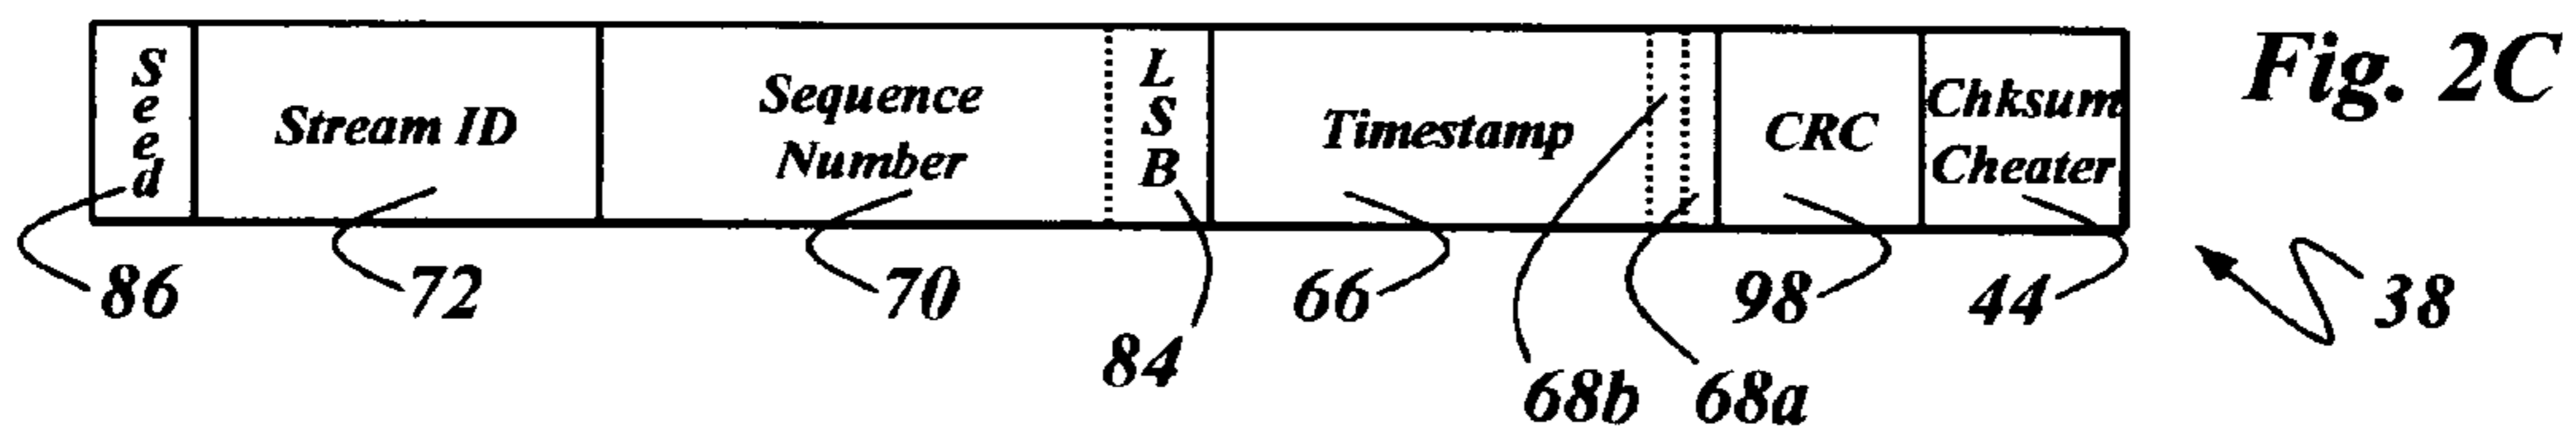 Seed
Stream ID
Sequence
Number
LSB
Timestamp
CRC
Chksum
Cheater
Fig. 2C
86
72
70
84
66
68b
68a
98
44
38